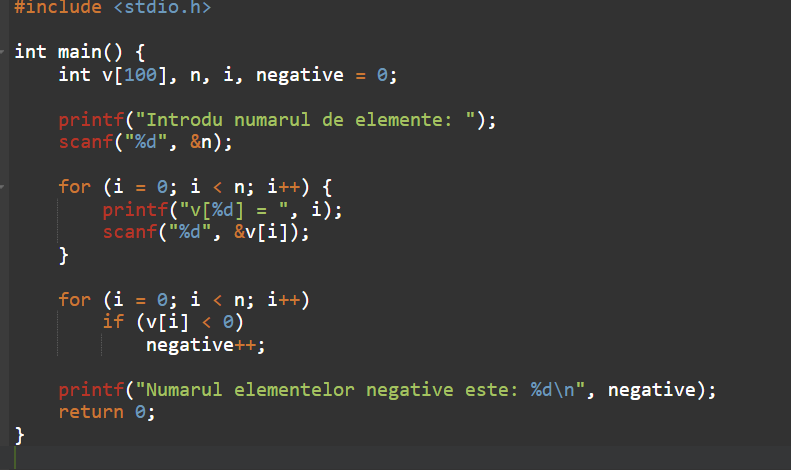 #include <stdio.h>
int main() {
    int v[100], n, i, negative = 0;
    printf("Introdu numarul de elemente: ");
    scanf("%d", &n);
    for (i = 0; i < n; i++) {
        printf("v[%d] = ", i);
        scanf("%d", &v[i]);
    }
    for (i = 0; i < n; i++)
        if (v[i] < 0)
            negative++;
    printf("Numarul elementelor negative este: %d\n", negative);
    return 0;
}